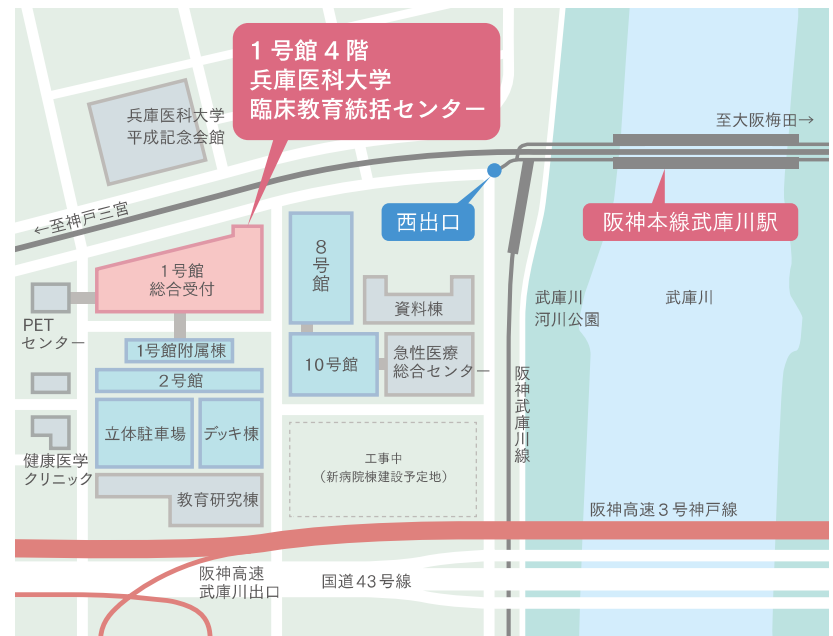 1号館4階
兵庫医科大学
臨床教育統括センター
兵庫医科大学
平成記念会館
至大阪梅田→
←至神戸三宮
西出口
阪神本線武庫川駅
1号館
総合受付
8号館
資料棟
武庫川
河川公園
武庫川
PET
センター
1号館附属棟
10号館
急性医療
総合センター
2号館
阪神武庫川線
立体駐車場
デッキ棟
健康医学
クリニック
工事中
（新病院棟建設予定地）
教育研究棟
阪神高速3号神戸線
阪神高速
武庫川出口
国道43号線